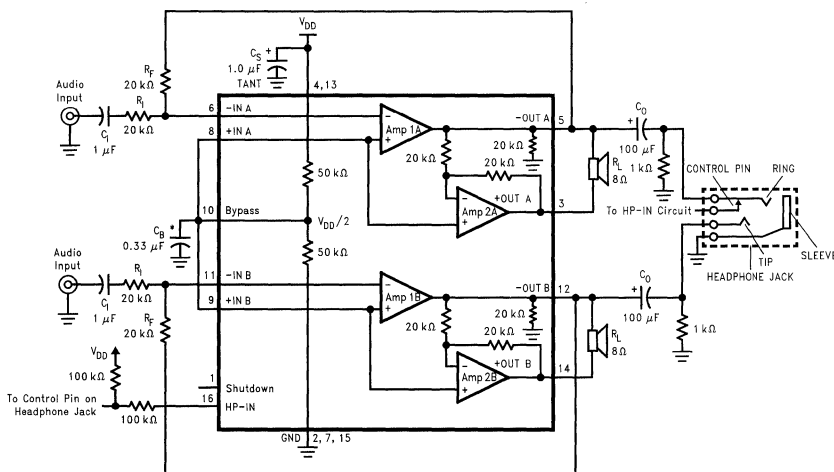 VDD
CS +
1.0 µF
TANT
4, 13
RF
20 kΩ
Audio
Input
R1
20 kΩ
C1
1 µF
6
-IN A
8
+IN A
Amp 1A
-OUT A
5
20 kΩ
20 kΩ
20 kΩ
Amp 2A
+OUT A
3
RL
8Ω
+ CO
100 µF
1 kΩ
CONTROL PIN
RING
To HP-IN Circuit
TIP
SLEEVE
HEADPHONE JACK
50 kΩ
10
Bypass
VDD/2
CB
0.33 µF
50 kΩ
Audio
Input
RI
20 kΩ
CI
1 µF
11
-IN B
9
+IN B
RF
20 kΩ
Amp 1B
-OUT B
12
20 kΩ
20 kΩ
20 kΩ
Amp 2B
+OUT B
14
RL
8Ω
CO
+
100 µF
1 kΩ
VDD
100 kΩ
To Control Pin on
Headphone Jack
100 kΩ
1
Shutdown
16
HP-IN
GND
2, 7, 15